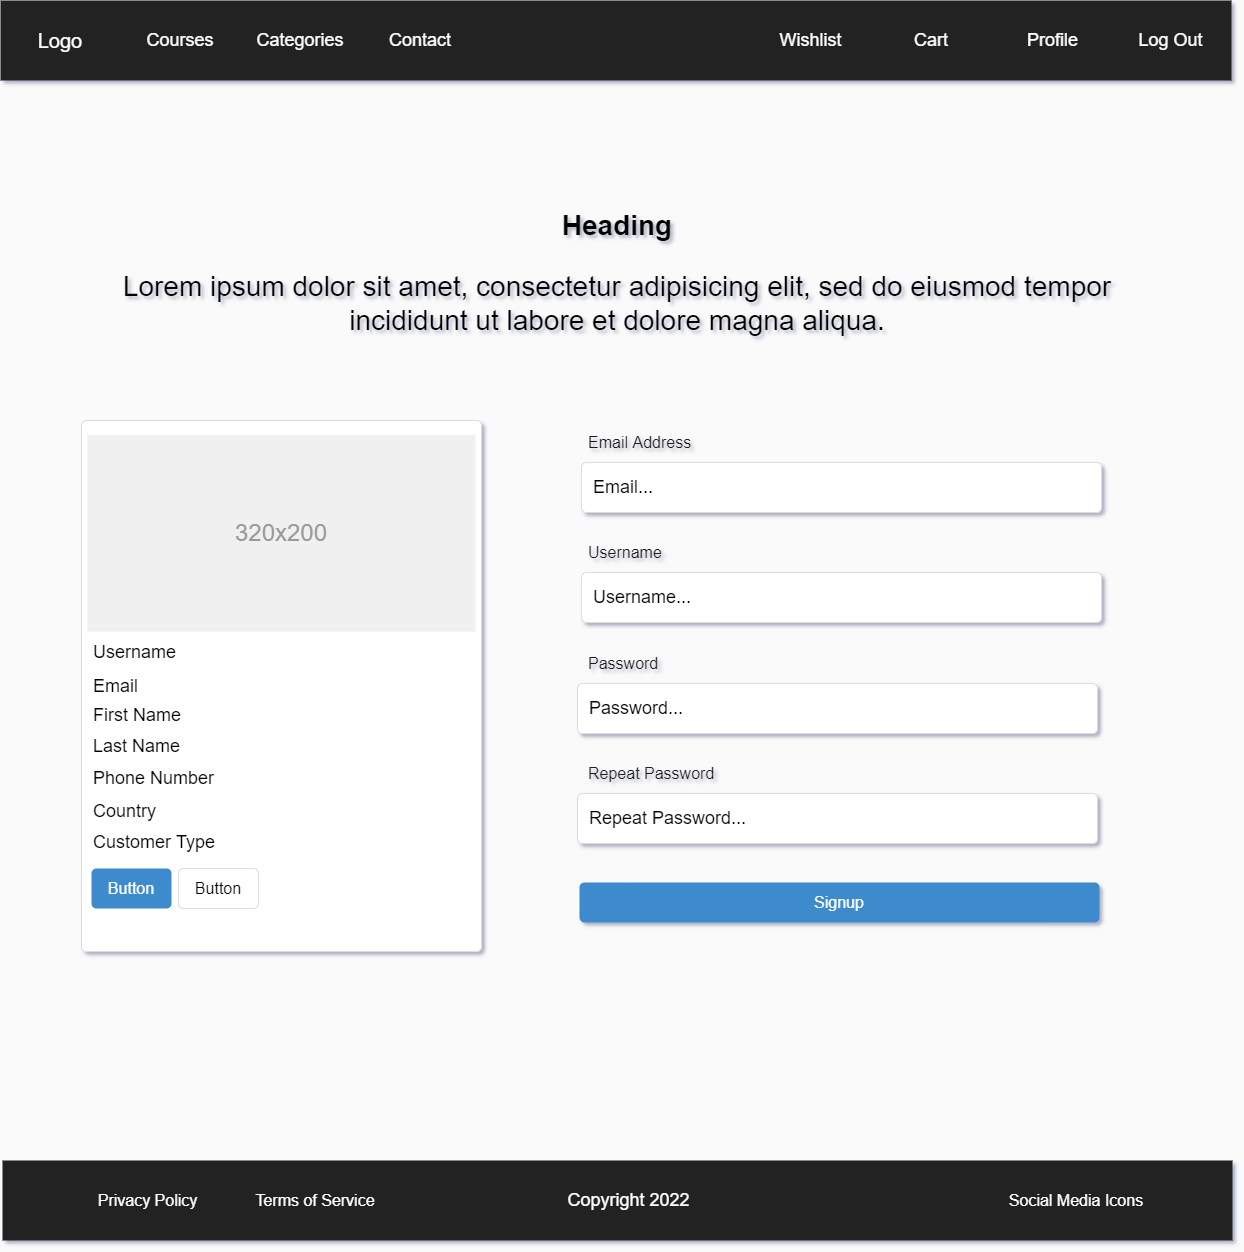 Logo Courses Categories Contact Wishlist Cart Profile Log Out
Heading
Lorem ipsum dolor sit amet, consectetur adipisicing elit, sed do eiusmod tempor
incididunt ut labore et dolore magna aliqua.
320x200
Username
Email
First Name
Last Name
Phone Number
Country
Customer Type
Button Button
Email Address
Email...
Username
Username...
Password
Password...
Repeat Password
Repeat Password...
Signup
Privacy Policy Terms of Service Copyright 2022 Social Media Icons